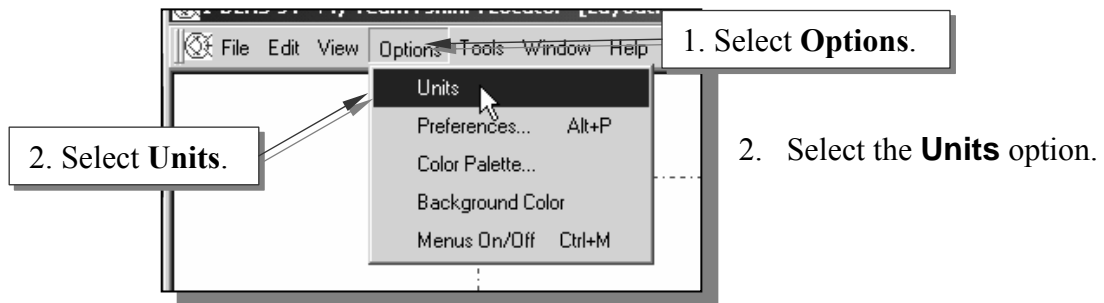 File Edit View Options Tools Window Help
1. Select Options.
Units
Preferences... Alt+P
2. Select Units.
2. Select the Units option.
Color Palette...
Background Color
Menus On/Off Ctrl+M